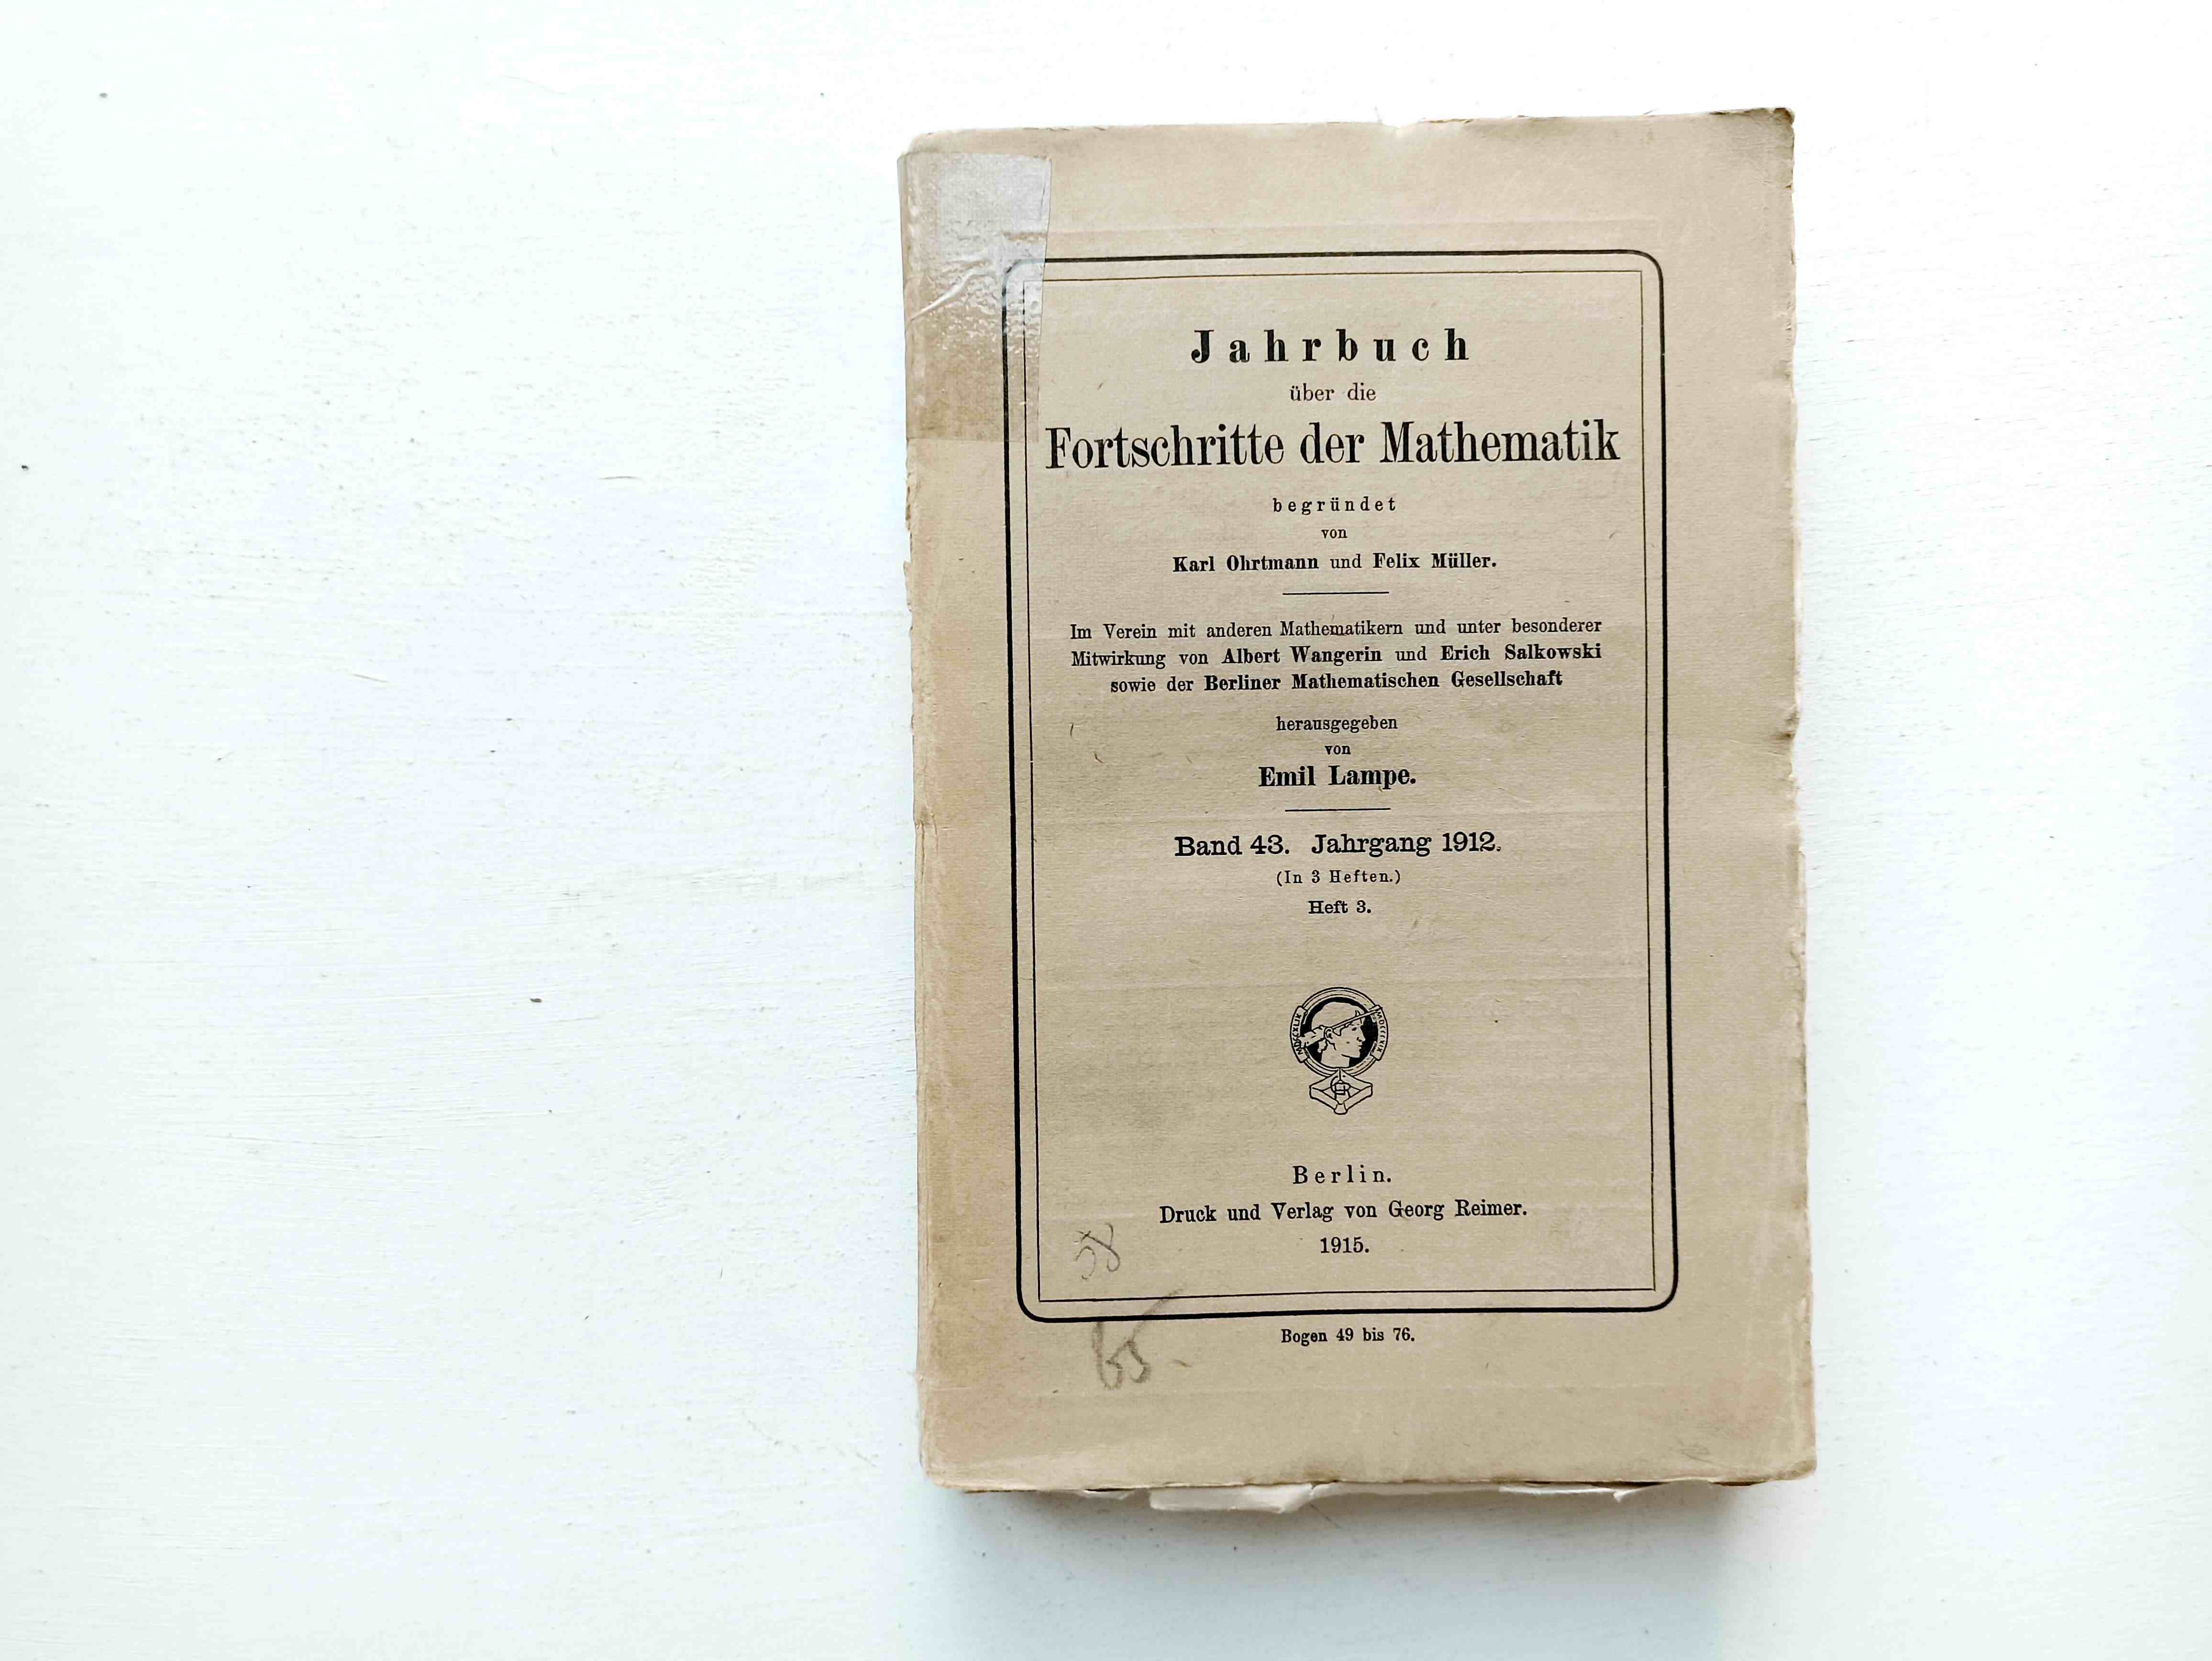 Jahrbuch
über die
Fortschritte der Mathematik
begründet
von
Karl Ohrtmann und Felix Müller.
Im Verein mit anderen Mathematikern und unter besonderer
Mitwirkung von Albert Wangerin und Erich Salkowski
sowie der Berliner Mathematischen Gesellschaft
herausgegeben
von
Emil Lampe.
Band 43. Jahrgang 1912.
(In 3 Heften.)
Heft 3.
Berlin.
Druck und Verlag von Georg Reimer.
1915.
Bogen 49 bis 76.